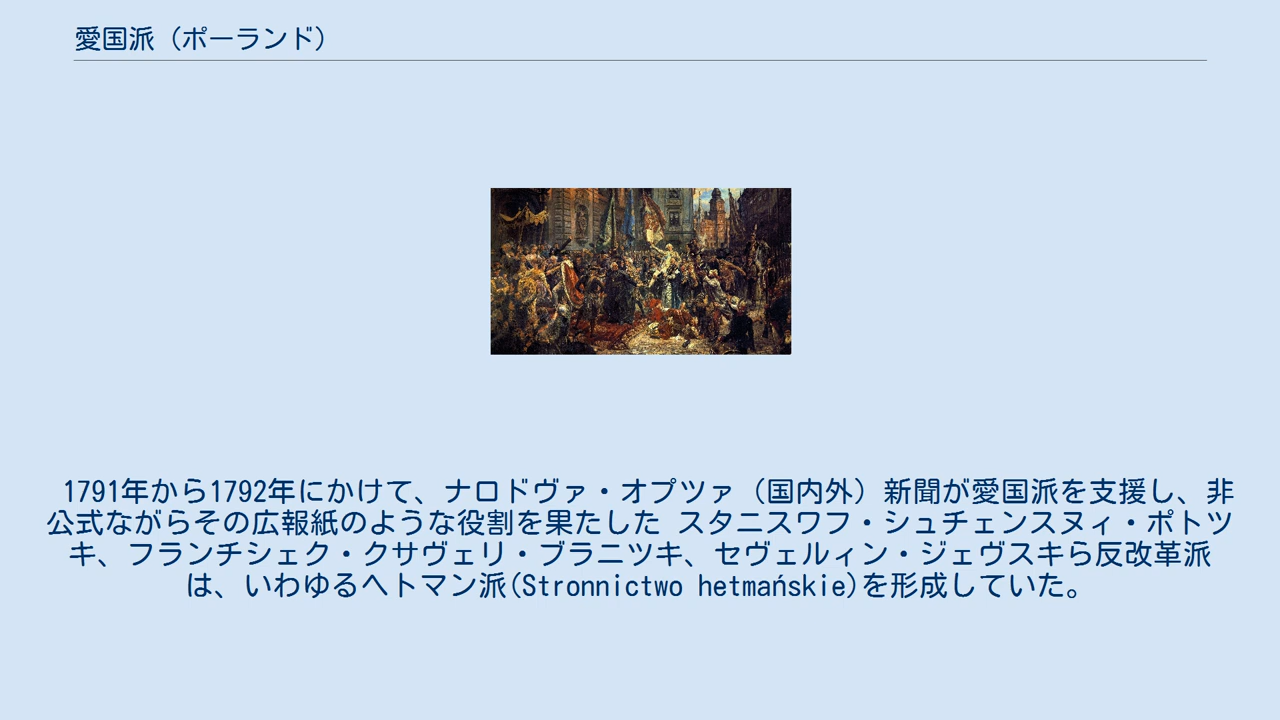 愛国派（ポーランド）
1791年から1792年にかけて、ナロドヴァ・オプツァ（国内外）新聞が愛国派を支援し、非
公式ながらその広報紙のような役割を果たした スタニスワフ・シュチェンスヌィ・ポトツ
キ、フランチシェク・クサヴェリ・ブラニツキ、セヴェルィン・ジェヴスキら反改革派
は、いわゆるヘトマン派(Stronnictwo hetmańskie)を形成していた。